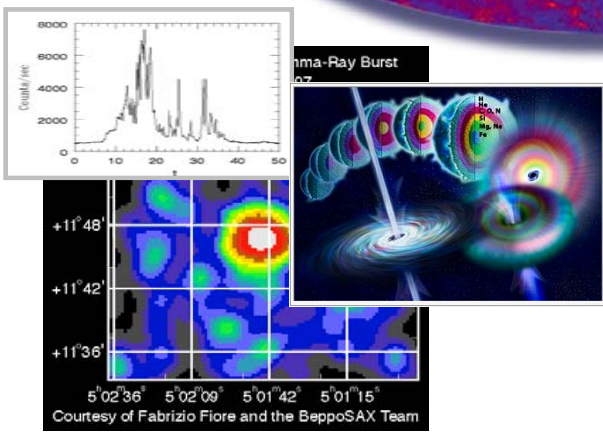 8000
6000
4000
2000
0
Counts/sec
0 10 20 30 40 50
t
mma-Ray Burst
H
He
C, O, N
Si
Mg, Ne
Fe
+11°48'
+11°42'
+11°36'
5ʰ02ᵐ36ˢ 5ʰ02ᵐ09ˢ 5ʰ01ᵐ42ˢ 5ʰ01ᵐ15ˢ
Courtesy of Fabrizio Fiore and the BeppoSAX Team